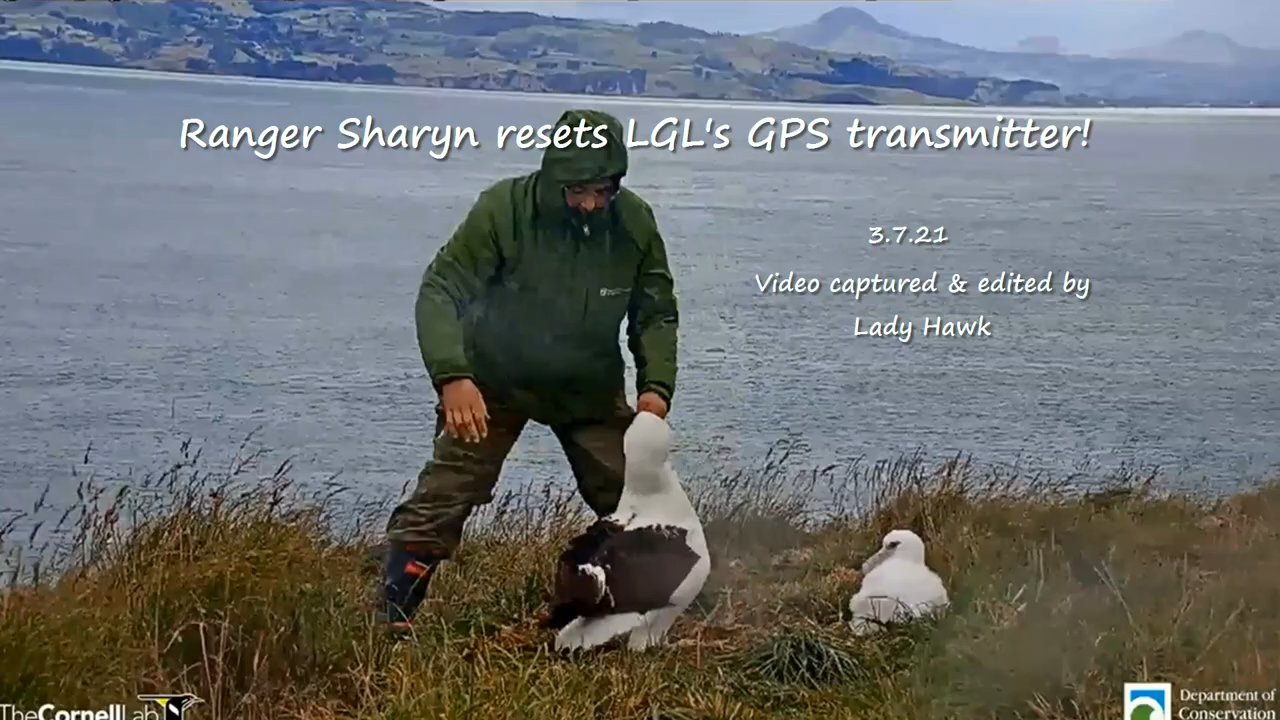 Ranger Sharyn resets LGL's GPS transmitter!
3.7.21
Video captured & edited by
Lady Hawk
TheCornellLab
Department of
Conservation